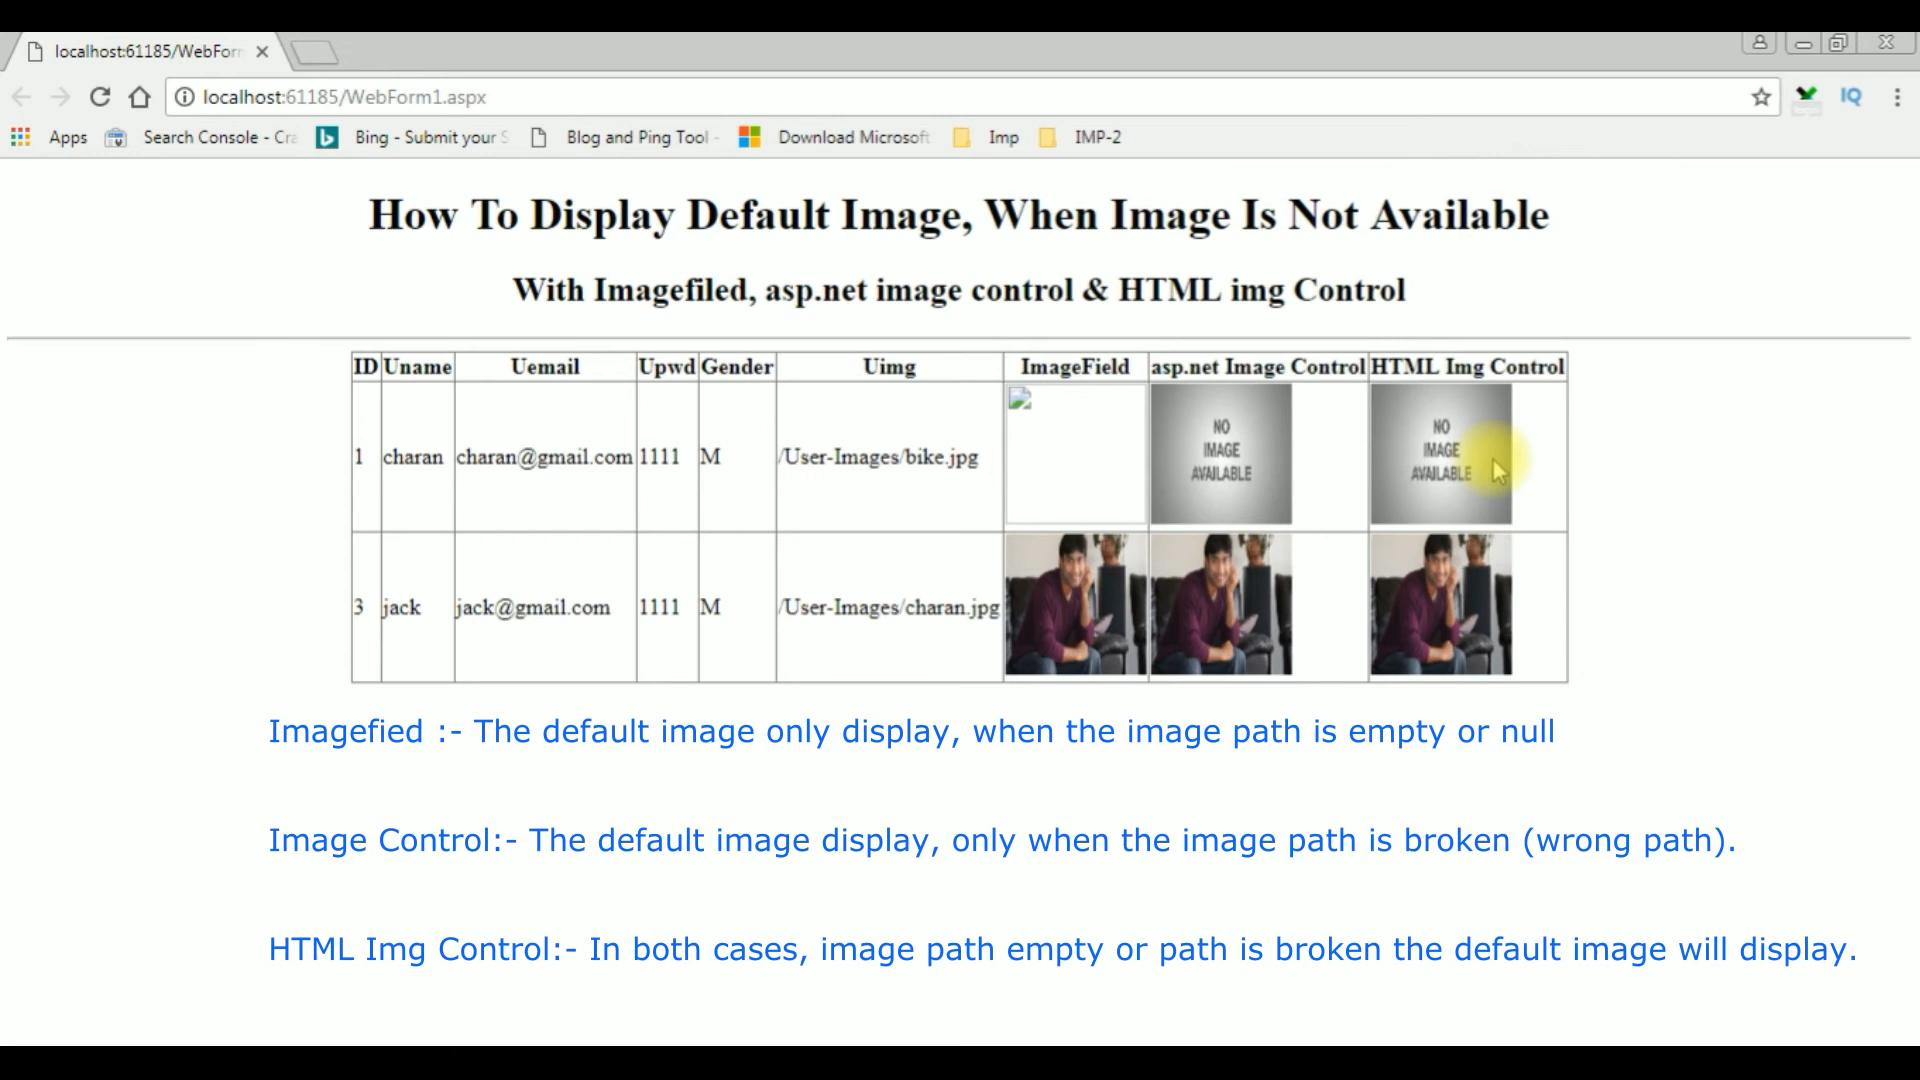 localhost:61185/WebForm
localhost:61185/WebForm1.aspx
IQ
Apps Search Console - Cra Bing - Submit your S Blog and Ping Tool - Download Microsoft Imp IMP-2
How To Display Default Image, When Image Is Not Available
With Imagefiled, asp.net image control & HTML img Control
ID Uname Uemail Upwd Gender Uimg ImageField asp.net Image Control HTML Img Control
NO IMAGE AVAILABLE NO IMAGE AVAILABLE
1 charan charan@gmail.com 1111 M /User-Images/bike.jpg
3 jack jack@gmail.com 1111 M /User-Images/charan.jpg
Imagefied :- The default image only display, when the image path is empty or null
Image Control:- The default image display, only when the image path is broken (wrong path).
HTML Img Control:- In both cases, image path empty or path is broken the default image will display.